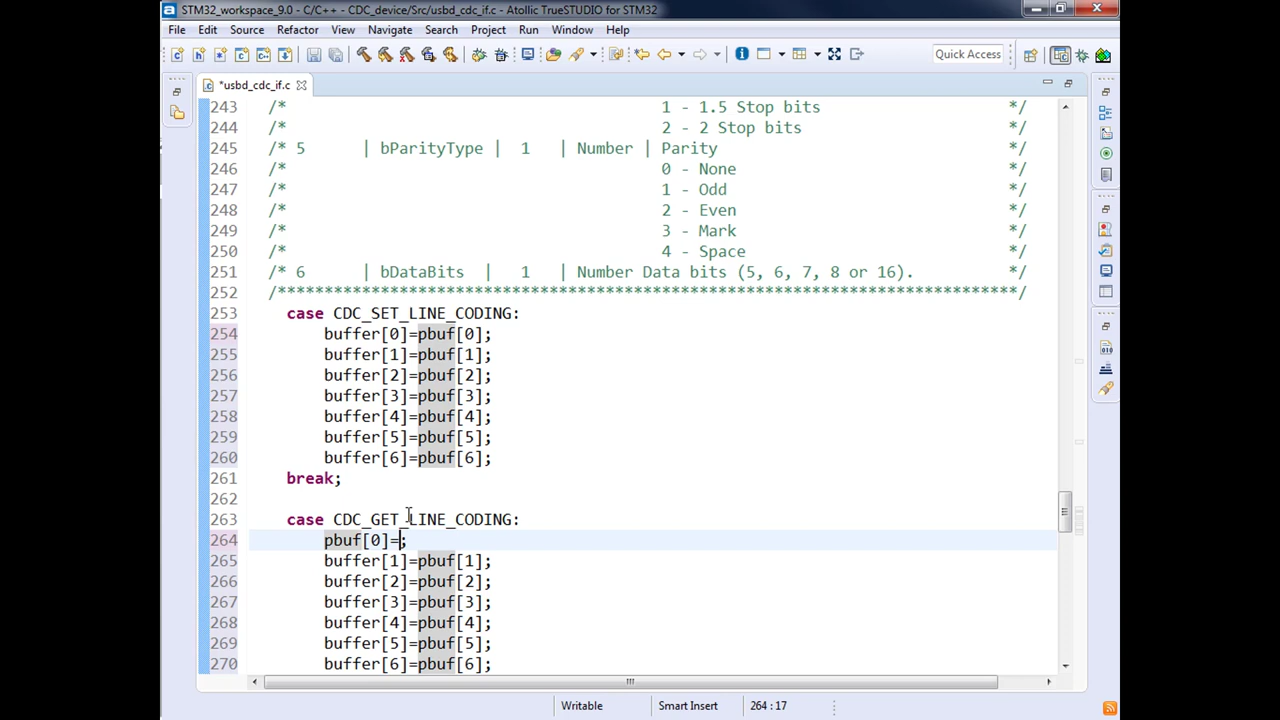 STM32_workspace_9.0 - C/C++ - CDC_device/Src/usbd_cdc_if.c - Atollic TrueSTUDIO for STM32
File Edit Source Refactor View Navigate Search Project Run Window Help
Quick Access
*usbd_cdc_if.c
243 /* 1 - 1.5 Stop bits */
244 /* 2 - 2 Stop bits */
245 /* 5 | bParityType | 1 | Number | Parity
246 /* 0 - None */
247 /* 1 - Odd */
248 /* 2 - Even */
249 /* 3 - Mark */
250 /* 4 - Space */
251 /* 6 | bDataBits | 1 | Number Data bits (5, 6, 7, 8 or 16). */
252 /*******************************************************************************/
253 case CDC_SET_LINE_CODING:
254 buffer[0]=pbuf[0];
255 buffer[1]=pbuf[1];
256 buffer[2]=pbuf[2];
257 buffer[3]=pbuf[3];
258 buffer[4]=pbuf[4];
259 buffer[5]=pbuf[5];
260 buffer[6]=pbuf[6];
261 break;
262
263 case CDC_GET_LINE_CODING:
264 pbuf[0]=;
265 buffer[1]=pbuf[1];
266 buffer[2]=pbuf[2];
267 buffer[3]=pbuf[3];
268 buffer[4]=pbuf[4];
269 buffer[5]=pbuf[5];
270 buffer[6]=pbuf[6];
Writable Smart Insert 264 : 17